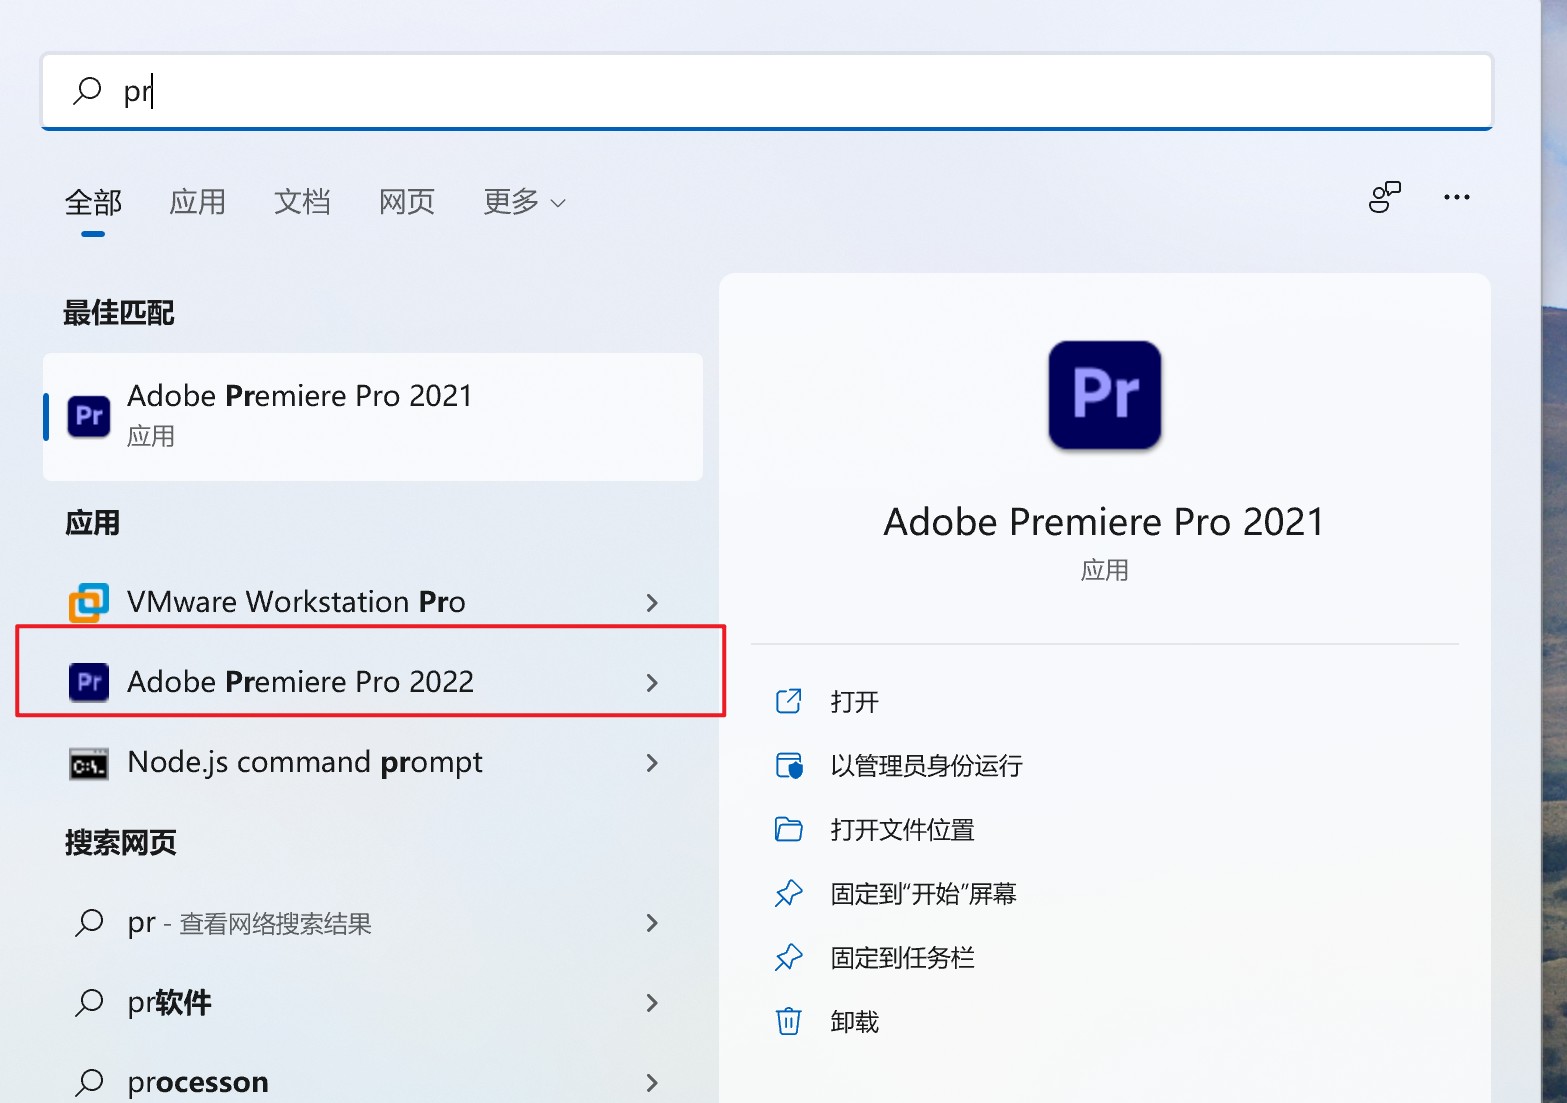 pr
全部 应用 文档 网页 更多
最佳匹配
Pr
Adobe Premiere Pro 2021
应用
应用
VMware Workstation Pro
Pr
Adobe Premiere Pro 2022
C:\.
Node.js command prompt
搜索网页
pr - 查看网络搜索结果
pr软件
processon
Pr
Adobe Premiere Pro 2021
应用
打开
以管理员身份运行
打开文件位置
固定到“开始”屏幕
固定到任务栏
卸载